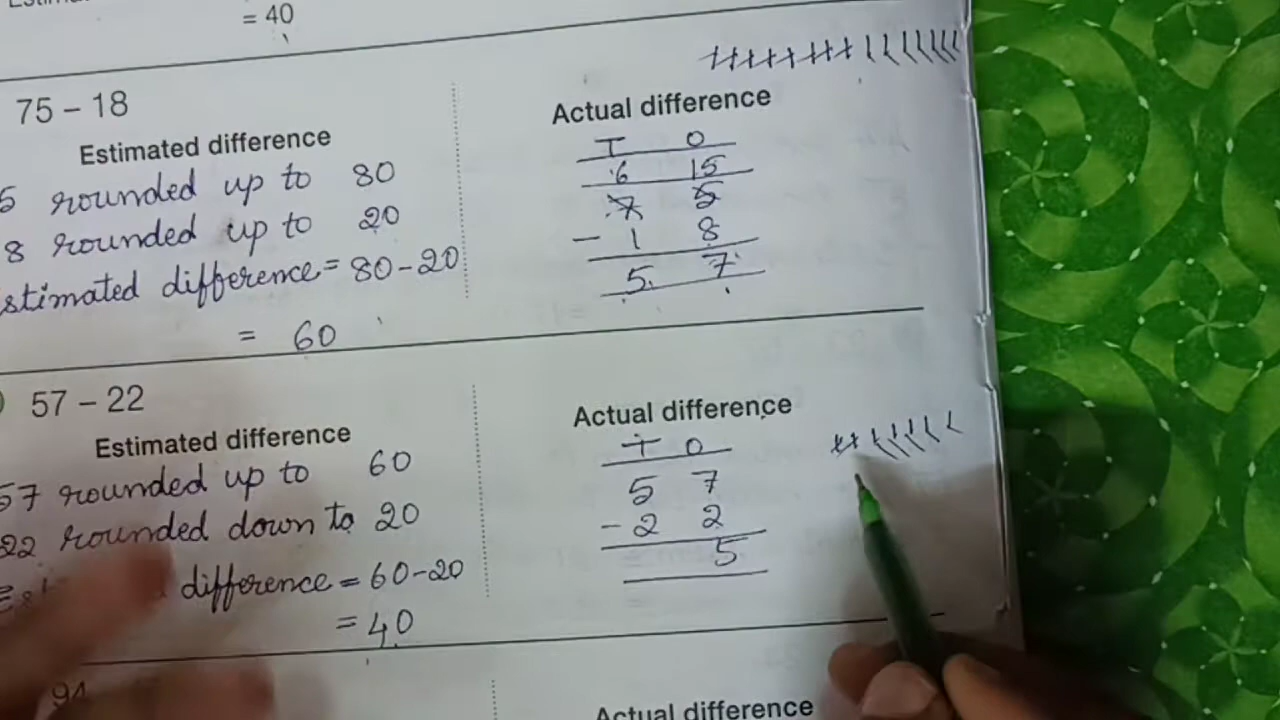 = 40
75 – 18
Estimated difference
Actual difference
5 rounded up to 80
8 rounded up to 20
stimated difference = 80-20
= 60
T O
6 15
7 5
- 1 8
5 7
57 – 22
Estimated difference
Actual difference
57 rounded up to 60
22 rounded down to 20
difference = 60-20
= 40
T O
5 7
- 2 2
5
94
Actual difference